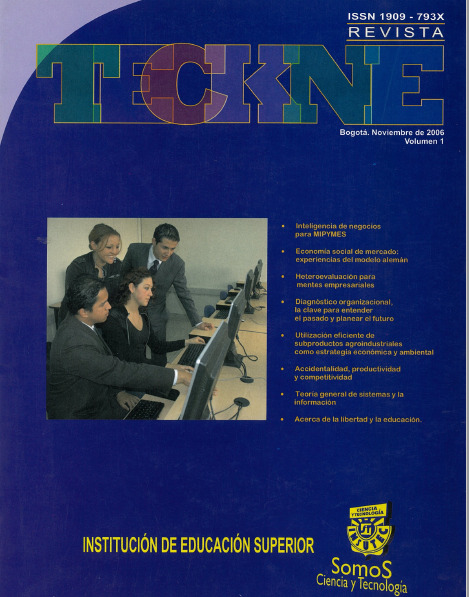 ISSN 1909 - 793X
REVISTA
TECKNE
Bogotá. Noviembre de 2006
Volumen 1
• Inteligencia de negocios
para MIPYMES
• Economía social de mercado:
experiencias del modelo alemán
• Heteroevaluación para
mentes empresariales
• Diagnóstico organizacional,
la clave para entender
el pasado y planear el futuro
• Utilización eficiente de
subproductos agroindustriales
como estrategia económica y ambiental
• Accidentalidad, productividad
y competitividad
• Teoría general de sistemas y la
información
• Acerca de la libertad y la educación.
CIENCIA
Y TECNOLOGÍA
INSTITUCIÓN DE EDUCACIÓN SUPERIOR
SomoS
Ciencia y Tecnología